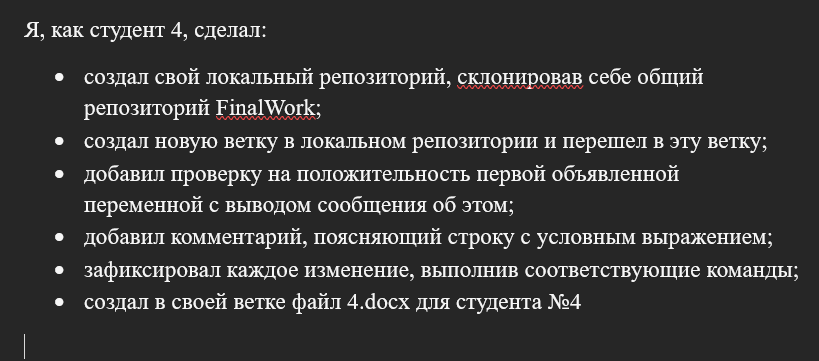 Я, как студент 4, сделал:
• создал свой локальный репозиторий, склонировав себе общий
репозиторий FinalWork;
• создал новую ветку в локальном репозитории и перешел в эту ветку;
• добавил проверку на положительность первой объявленной
переменной с выводом сообщения об этом;
• добавил комментарий, поясняющий строку с условным выражением;
• зафиксировал каждое изменение, выполнив соответствующие команды;
• создал в своей ветке файл 4.docx для студента №4